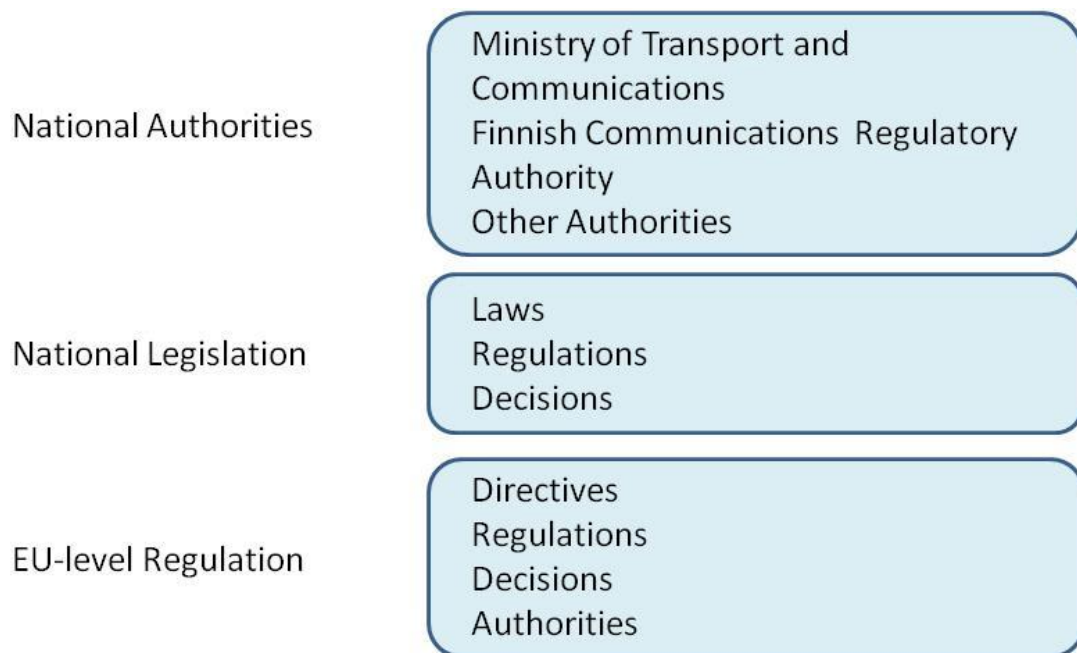 National Authorities
Ministry of Transport and
Communications
Finnish Communications Regulatory
Authority
Other Authorities
National Legislation
Laws
Regulations
Decisions
EU-level Regulation
Directives
Regulations
Decisions
Authorities